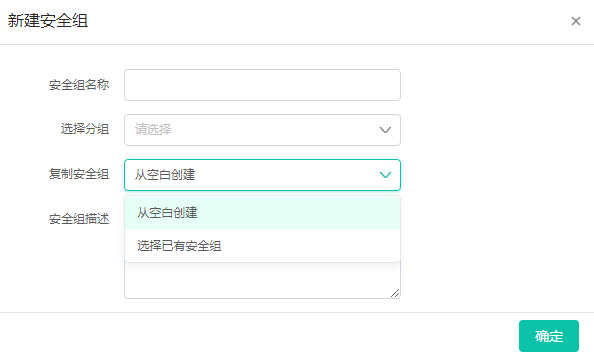 新建安全组
安全组名称
选择分组 请选择
复制安全组 从空白创建
从空白创建
安全组描述
选择已有安全组
确定